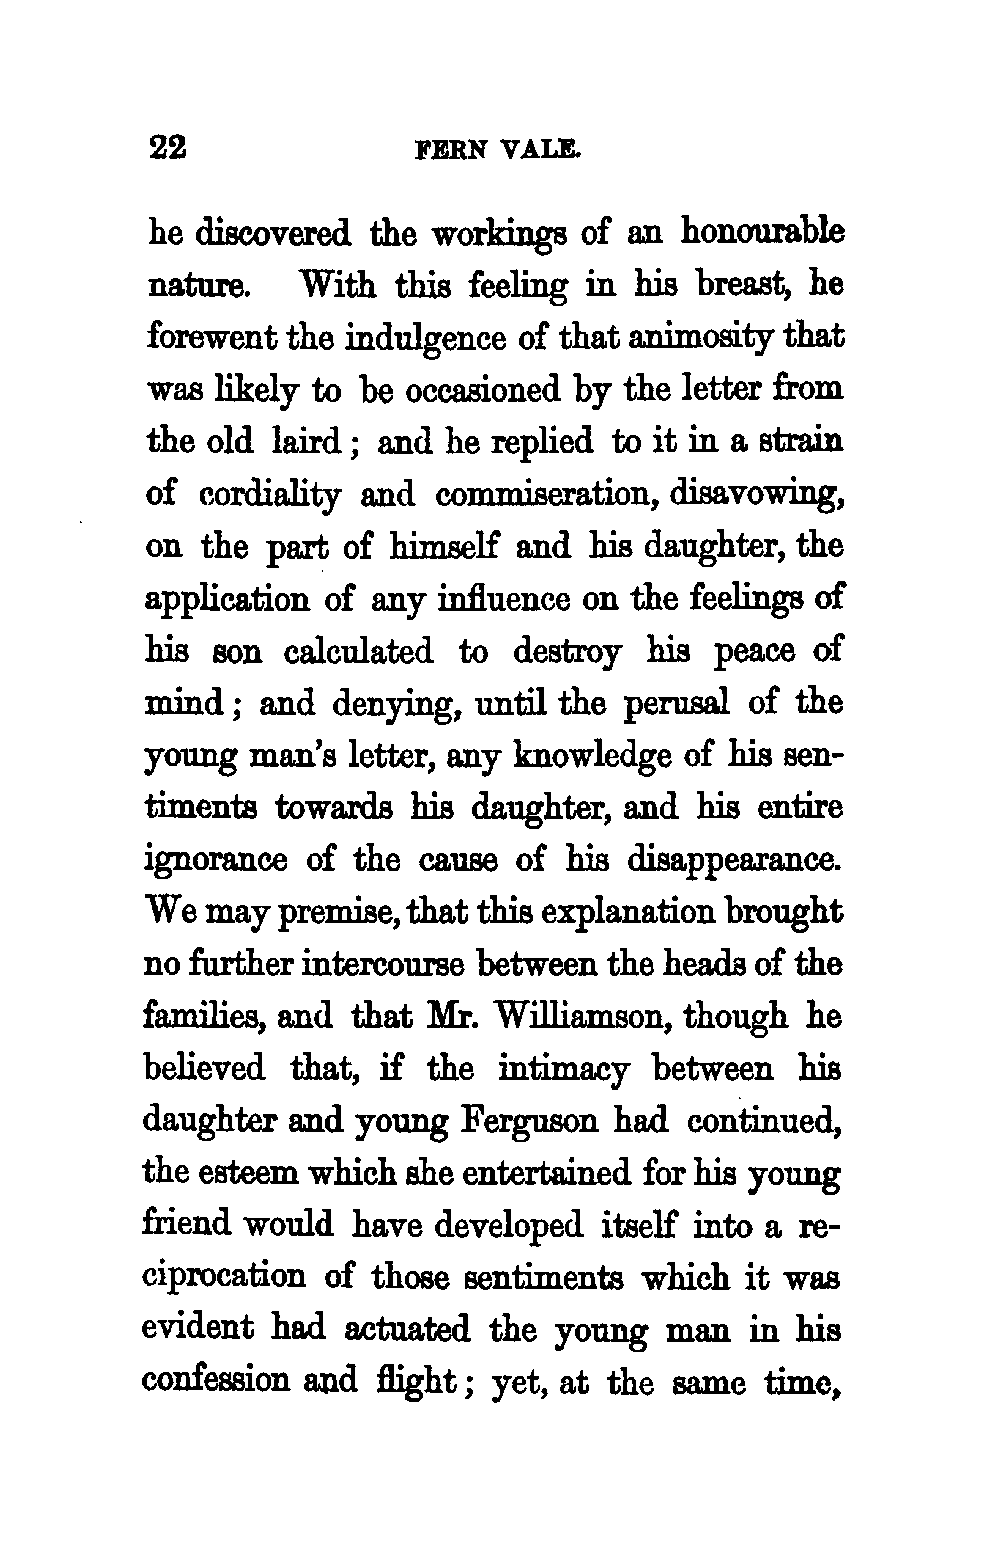 22 FERN VALE.
he discovered the workings of an honourable
nature. With this feeling in his breast, he
forewent the indulgence of that animosity that
was likely to be occasioned by the letter from
the old laird; and he replied to it in a strain
of cordiality and commiseration, disavowing,
on the part of himself and his daughter, the
application of any influence on the feelings of
his son calculated to destroy his peace of
mind; and denying, until the perusal of the
young man's letter, any knowledge of his sen-
timents towards his daughter, and his entire
ignorance of the cause of his disappearance.
We may premise, that this explanation brought
no further intercourse between the heads of the
families, and that Mr. Williamson, though he
believed that, if the intimacy between his
daughter and young Ferguson had continued,
the esteem which she entertained for his young
friend would have developed itself into a re-
ciprocation of those sentiments which it was
evident had actuated the young man in his
confession and flight; yet, at the same time,